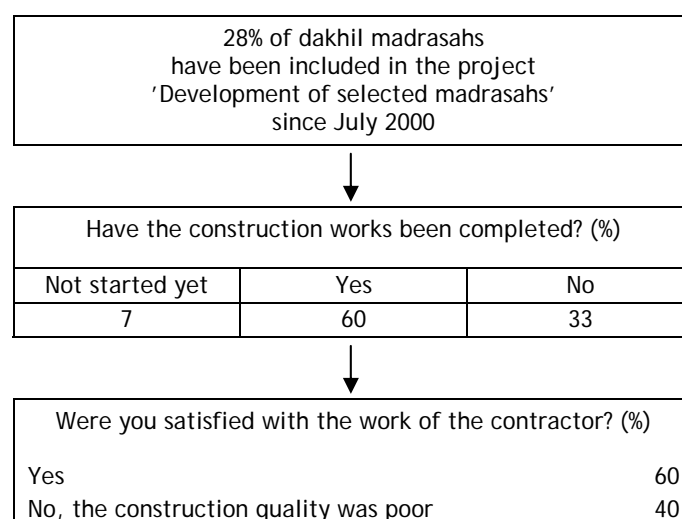 28% of dakhil madrasahs
have been included in the project
'Development of selected madrasahs'
since July 2000
Have the construction works been completed? (%)
Not started yet Yes No
7 60 33
Were you satisfied with the work of the contractor? (%)
Yes 60
No, the construction quality was poor 40